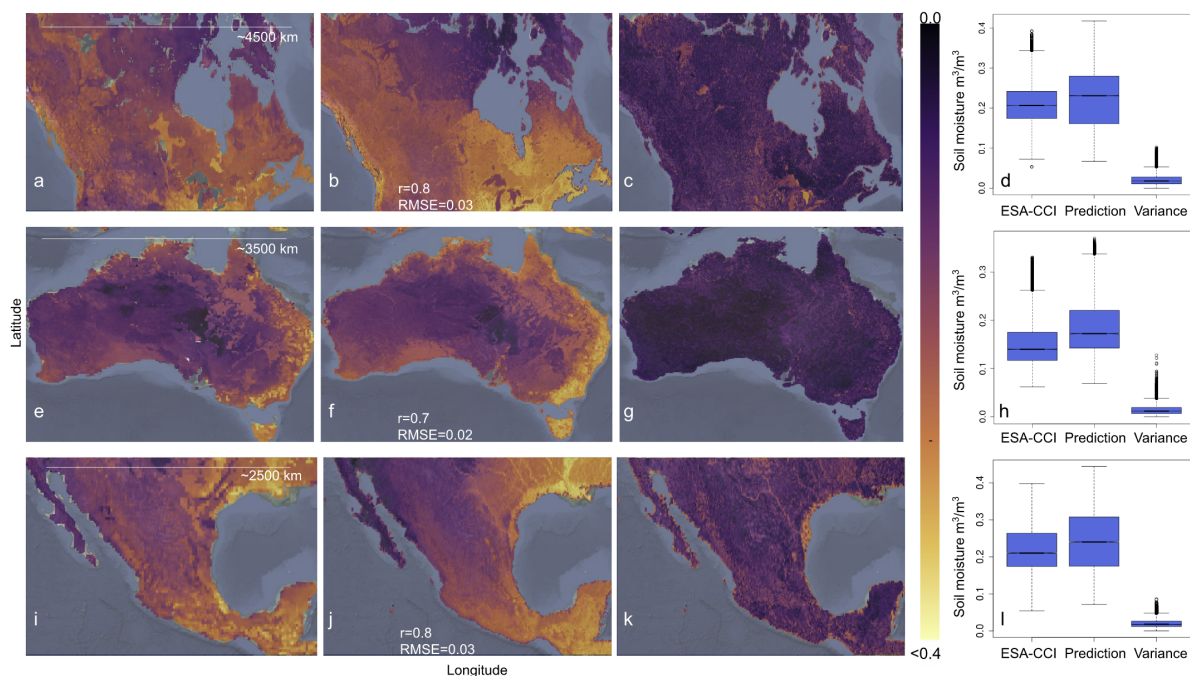 ~4500 km
a
b
r=0.8
RMSE=0.03
c
0.0
<0.4
Soil moisture m³/m³
0.0
0.1
0.2
0.3
0.4
d
ESA-CCI Prediction Variance
Latitude
~3500 km
e
f
r=0.7
RMSE=0.02
g
Soil moisture m³/m³
0.0
0.1
0.2
0.3
h
ESA-CCI Prediction Variance
~2500 km
i
j
r=0.8
RMSE=0.03
k
Soil moisture m³/m³
0.0
0.1
0.2
0.3
0.4
l
ESA-CCI Prediction Variance
Longitude